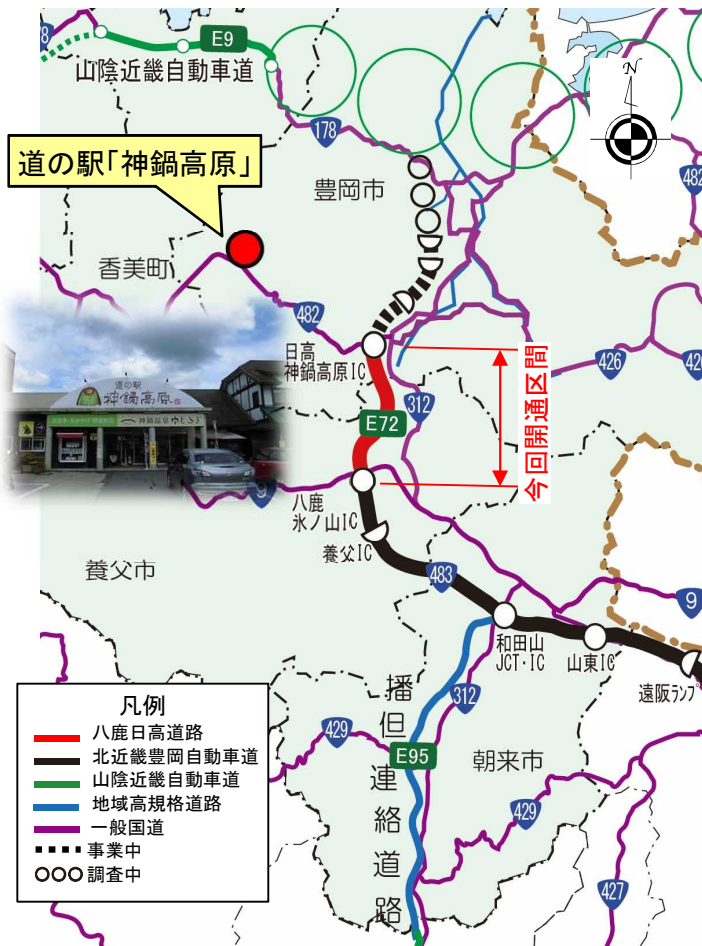 8
E9
山陰近畿自動車道
N
178
道の駅「神鍋高原」
豊岡市
482
香美町
482
日高
神鍋高原IC
426
426
道の駅
神鍋高原
312
今回開通区間
E72
9
八鹿
氷ノ山IC
養父IC
養父市
483
9
和田山
JCT・IC
山東IC
遠阪ランプ
播但連絡道路
312
429
E95
朝来市
429
427
凡例
八鹿日高道路
北近畿豊岡自動車道
山陰近畿自動車道
地域高規格道路
一般国道
事業中
調査中